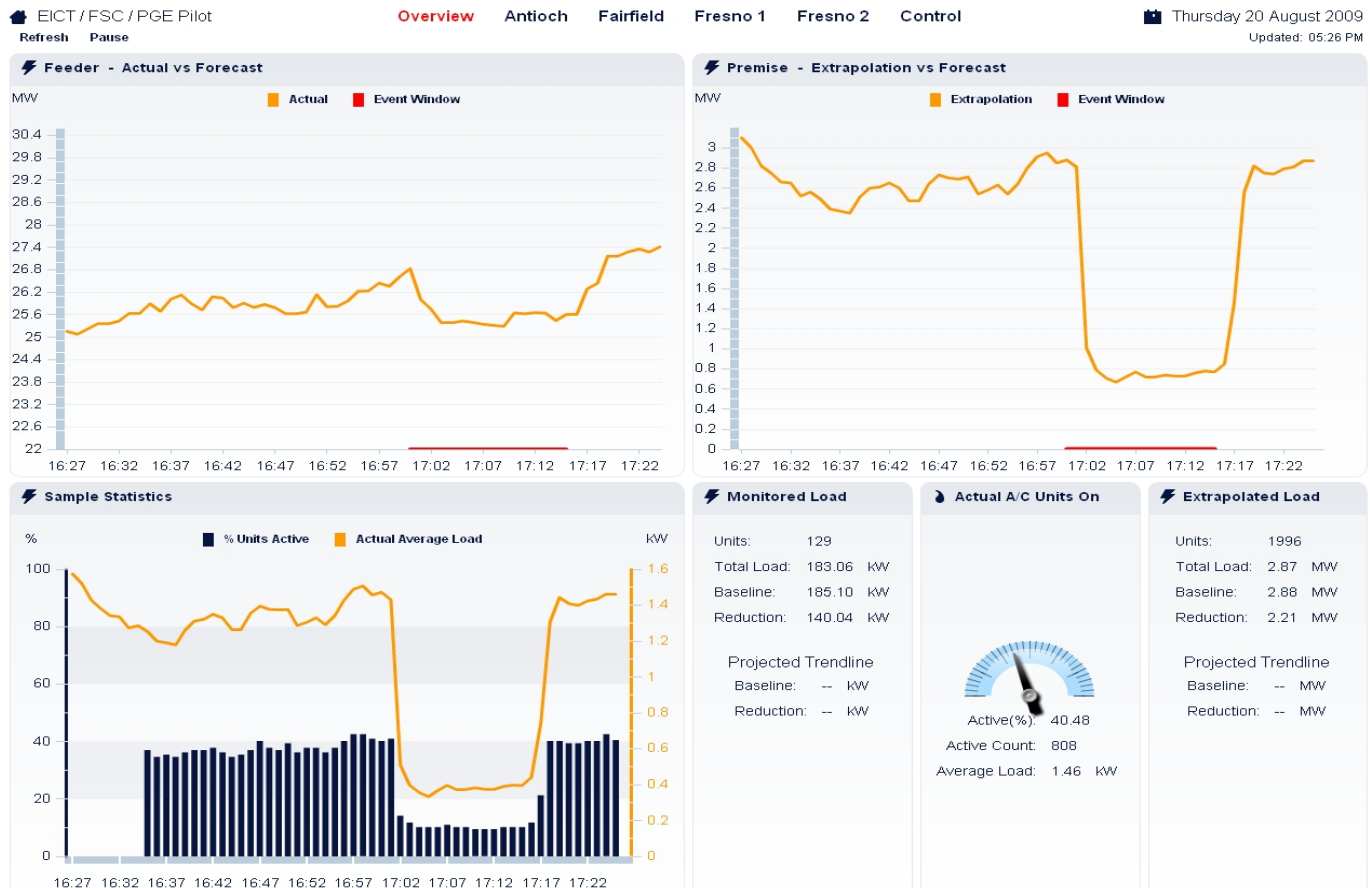 EICT / FSC / PGE Pilot Overview Antioch Fairfield Fresno 1 Fresno 2 Control Thursday 20 August 2009
Refresh Pause Updated: 05:26 PM
Feeder - Actual vs Forecast
MW Actual Event Window
30.4
29.8
29.2
28.6
28
27.4
26.8
26.2
25.6
25
24.4
23.8
23.2
22.6
22
16:27 16:32 16:37 16:42 16:47 16:52 16:57 17:02 17:07 17:12 17:17 17:22
Premise - Extrapolation vs Forecast
MW Extrapolation Event Window
3
2.8
2.6
2.4
2.2
2
1.8
1.6
1.4
1.2
1
0.8
0.6
0.4
0.2
0
16:27 16:32 16:37 16:42 16:47 16:52 16:57 17:02 17:07 17:12 17:17 17:22
Sample Statistics
% % Units Active Actual Average Load kW
100 1.6
1.4
80
1.2
60 1
0.8
40
0.6
0.4
20
0.2
0 0
16:27 16:32 16:37 16:42 16:47 16:52 16:57 17:02 17:07 17:12 17:17 17:22
Monitored Load
Units: 129
Total Load: 183.06 kW
Baseline: 185.10 kW
Reduction: 140.04 kW
Projected Trendline
Baseline: -- kW
Reduction: -- kW
Actual A/C Units On
Active(%): 40.48
Active Count: 808
Average Load: 1.46 kW
Extrapolated Load
Units: 1996
Total Load: 2.87 MW
Baseline: 2.88 MW
Reduction: 2.21 MW
Projected Trendline
Baseline: -- MW
Reduction: -- MW